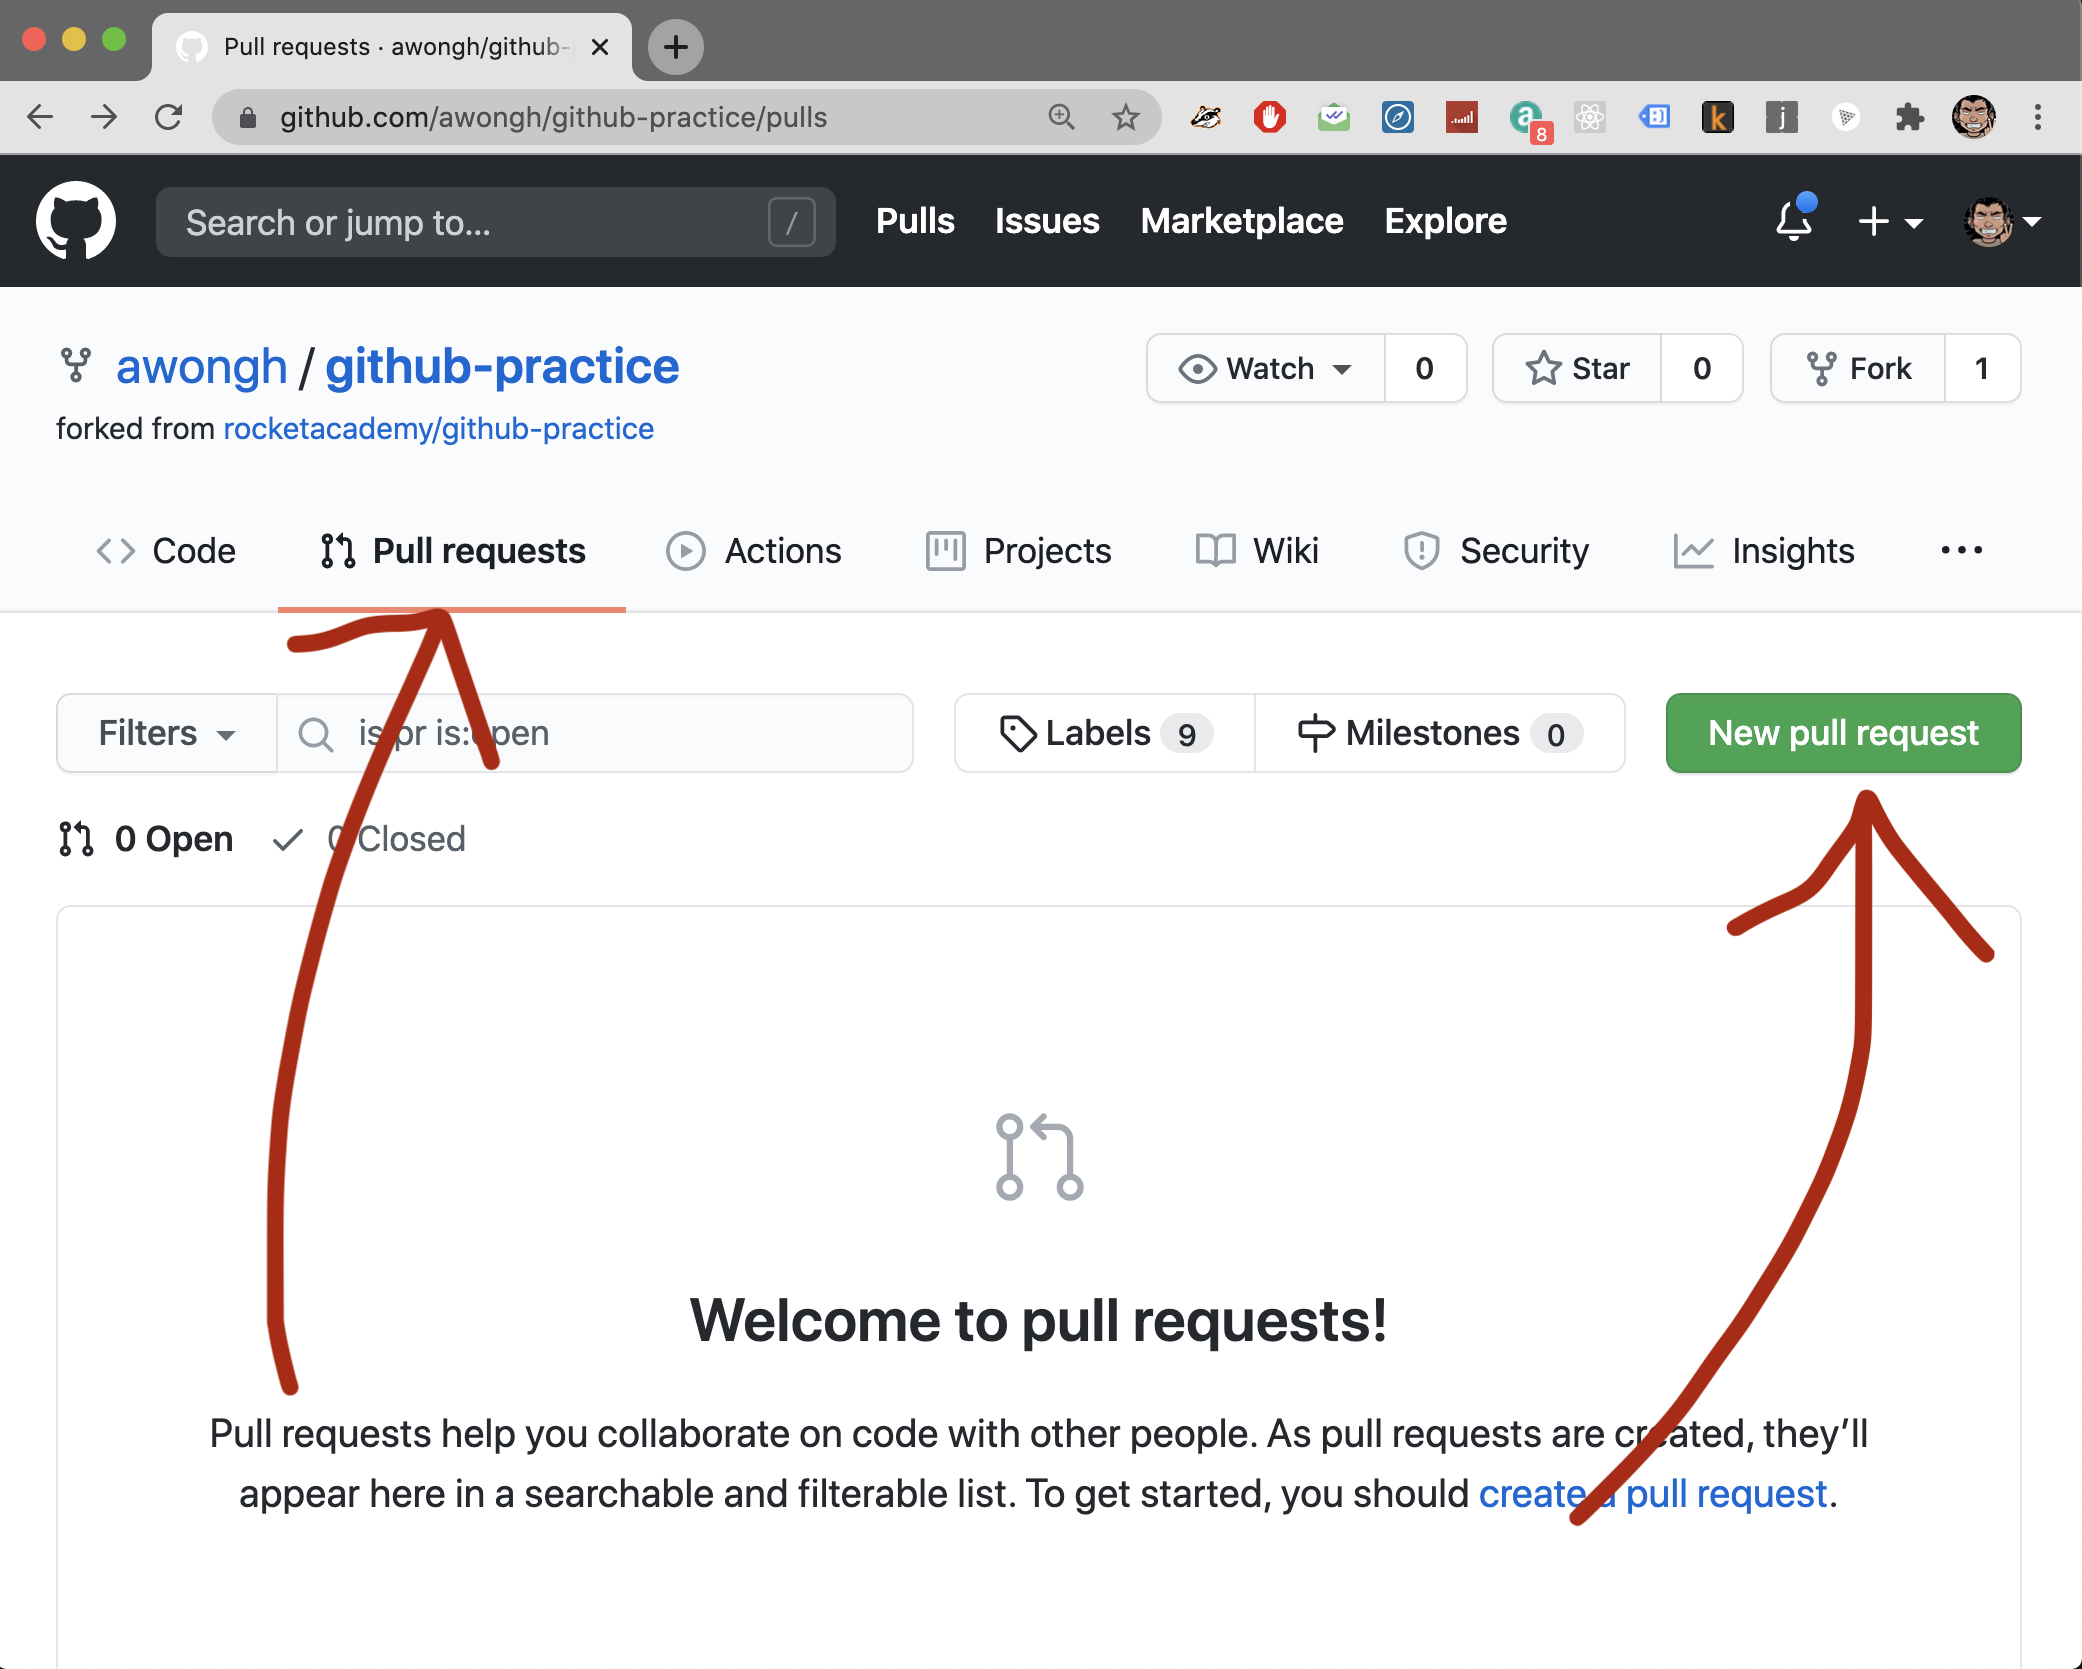 Pull requests · awongh/github-
github.com/awongh/github-practice/pulls
8
a
k
j
Search or jump to...
/
Pulls Issues Marketplace Explore
awongh / github-practice
Watch 0 Star 0 Fork 1
forked from rocketacademy/github-practice
Code Pull requests Actions Projects Wiki Security Insights
Filters is:pr is:open Labels 9 Milestones 0 New pull request
0 Open 0 Closed
Welcome to pull requests!
Pull requests help you collaborate on code with other people. As pull requests are created, they’ll
appear here in a searchable and filterable list. To get started, you should create a pull request.